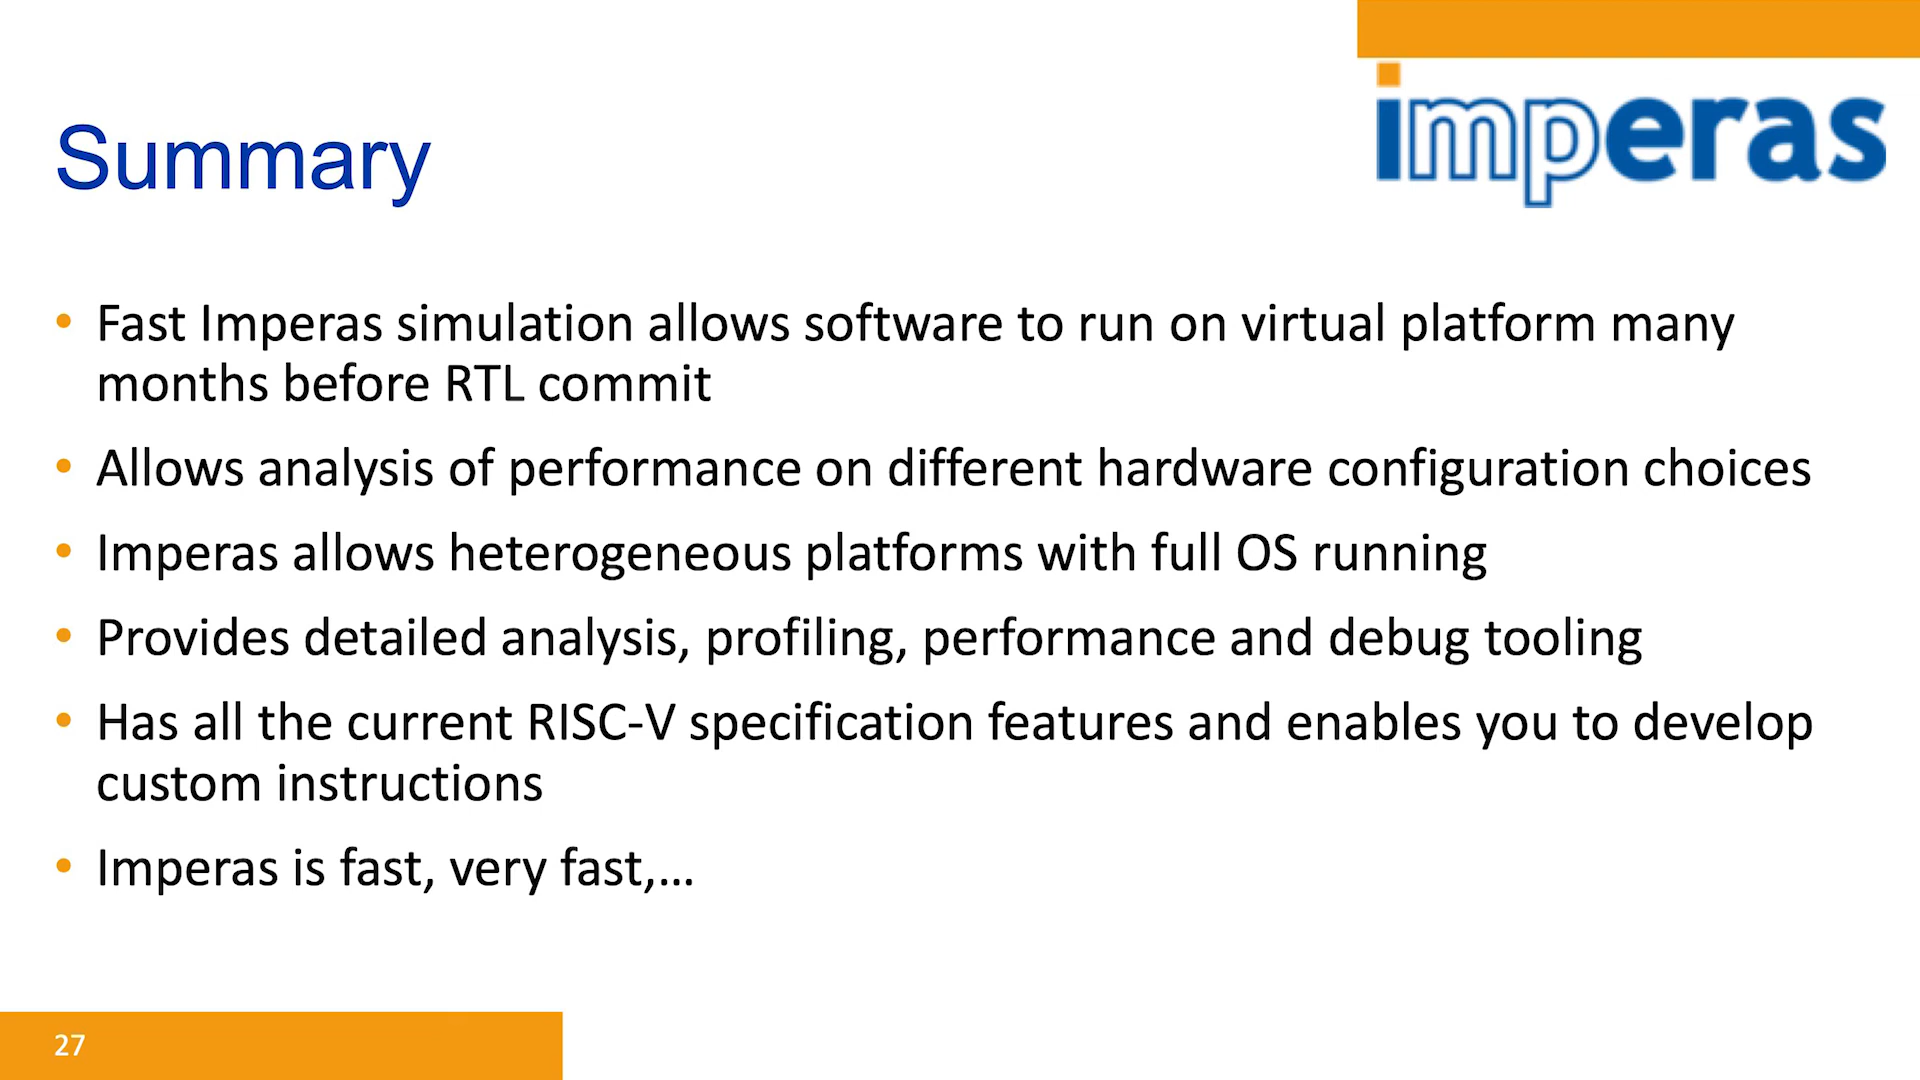 imperas
Summary
• Fast Imperas simulation allows software to run on virtual platform many
months before RTL commit
• Allows analysis of performance on different hardware configuration choices
• Imperas allows heterogeneous platforms with full OS running
• Provides detailed analysis, profiling, performance and debug tooling
• Has all the current RISC-V specification features and enables you to develop
custom instructions
• Imperas is fast, very fast,...
27